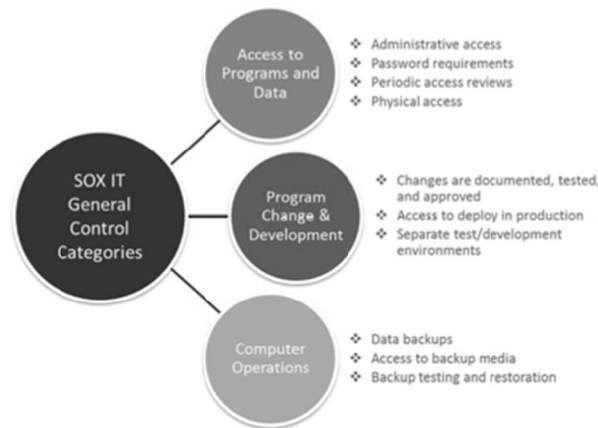 Access to
Programs and
Data
❖ Administrative access
❖ Password requirements
❖ Periodic access reviews
❖ Physical access
SOX IT
General
Control
Categories
Program
Change &
Development
❖ Changes are documented, tested,
and approved
❖ Access to deploy in production
❖ Separate test/development
environments
Computer
Operations
❖ Data backups
❖ Access to backup media
❖ Backup testing and restoration